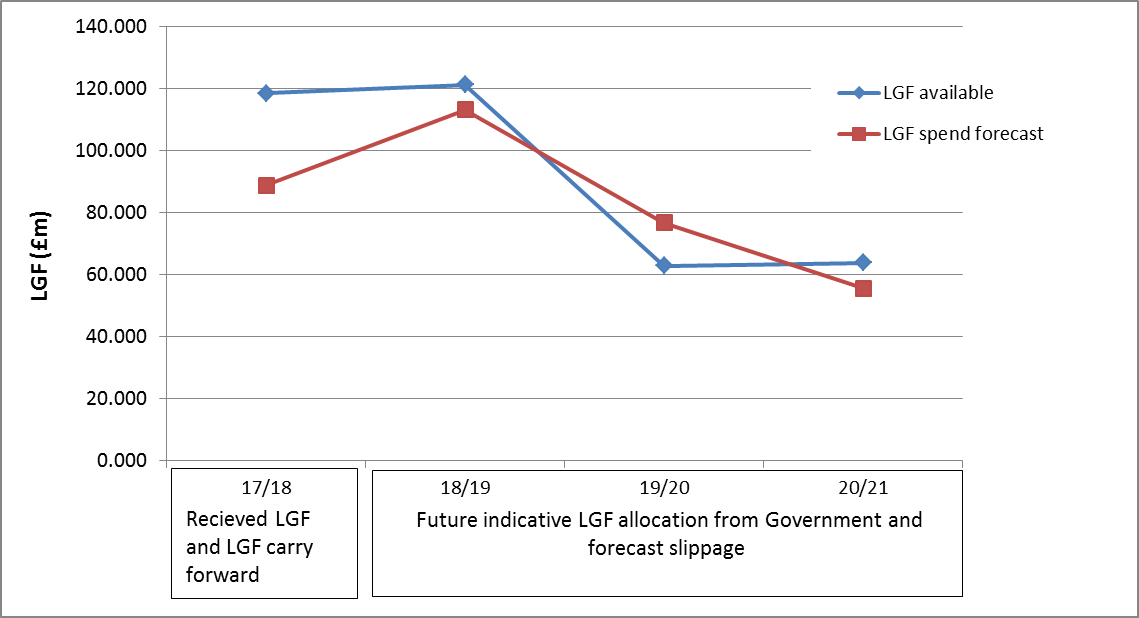 140.000
120.000
100.000
80.000
60.000
40.000
20.000
0.000
LGF (£m)
LGF available
LGF spend forecast
17/18
18/19
19/20
20/21
Recieved LGF
and LGF carry
forward
Future indicative LGF allocation from Government and
forecast slippage